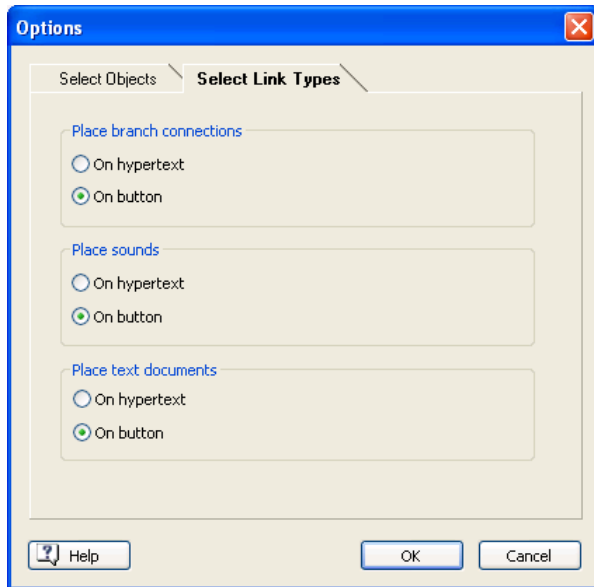 Options
Select Objects Select Link Types
Place branch connections
On hypertext
On button
Place sounds
On hypertext
On button
Place text documents
On hypertext
On button
? Help OK Cancel